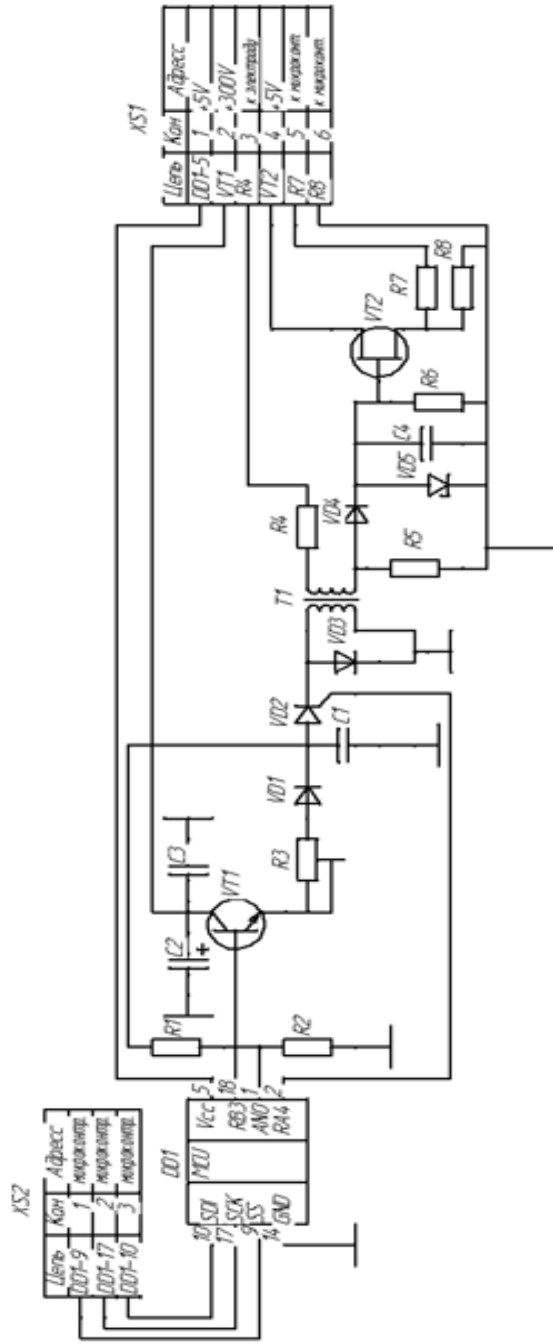 XS2
Цепь Кон Адресс
DD1-9 1 микроконтр.
DD1-17 2 микроконтр.
DD1-10 3 микроконтр.
DD1
MCU
10 SDI
17 SCK
9 SS
14 GND
Vcc 5
RB3 18
AN0 1
RA4 2
R1
R2
C2
+
C3
VT1
R3
VD1
VD2
C1
VD3
T1
R4
VD4
R5
VD5
C4
R6
VT2
R7
R8
XS1
Цепь Кон Адресс
DD1-5 1 +5V
VT1 2 +300V
R4 3 к электроду
VT2 4 +5V
R7 5 к микроконт.
R8 6 к микроконт.